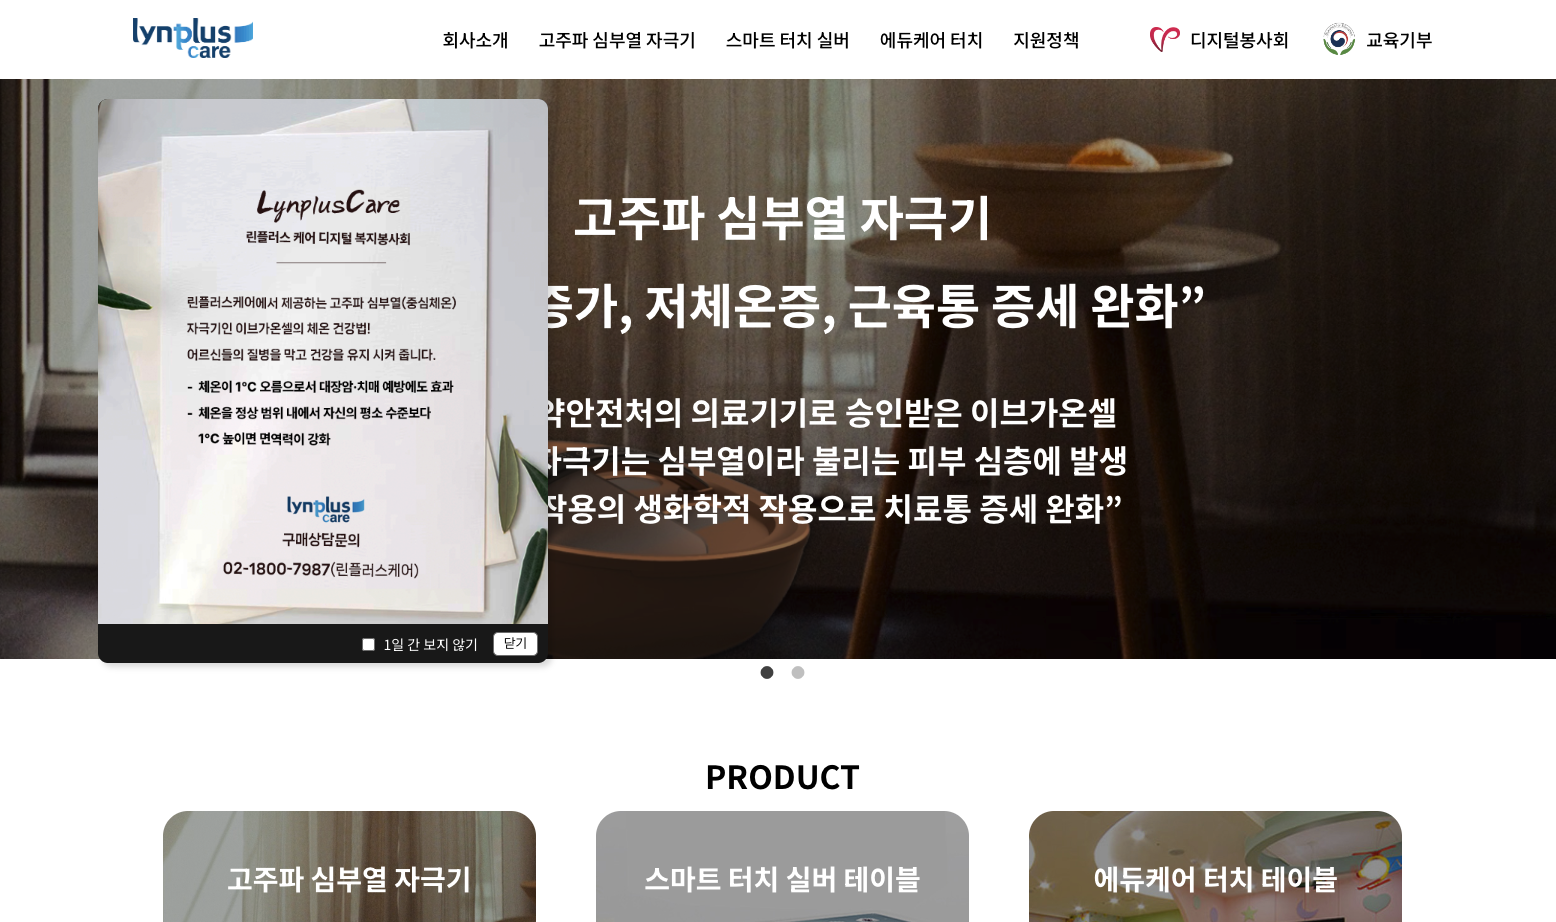 lynplus care
회사소개
고주파 심부열 자극기
스마트 터치 실버
에듀케어 터치
지원정책
디지털봉사회
교육기부
LynplusCare
린플러스 케어 디지털 복지봉사회
린플러스케어에서 제공하는 고주파 심부열(중심체온)
자극기인 이브가온셀의 체온 건강법!
어르신들의 질병을 막고 건강을 유지 시켜 줍니다.
- 체온이 1°C 오름으로서 대장암·치매 예방에도 효과
- 체온을 정상 범위 내에서 자신의 평소 수준보다
1°C 높이면 면역력이 강화
lynplus care
구매상담문의
02-1800-7987(린플러스케어)
1일 간 보지 않기
닫기
고주파 심부열 자극기
증가, 저체온증, 근육통 증세 완화”
약안전처의 의료기기로 승인받은 이브가온셀
자극기는 심부열이라 불리는 피부 심층에 발생
작용의 생화학적 작용으로 치료통 증세 완화”
PRODUCT
고주파 심부열 자극기
스마트 터치 실버 테이블
에듀케어 터치 테이블